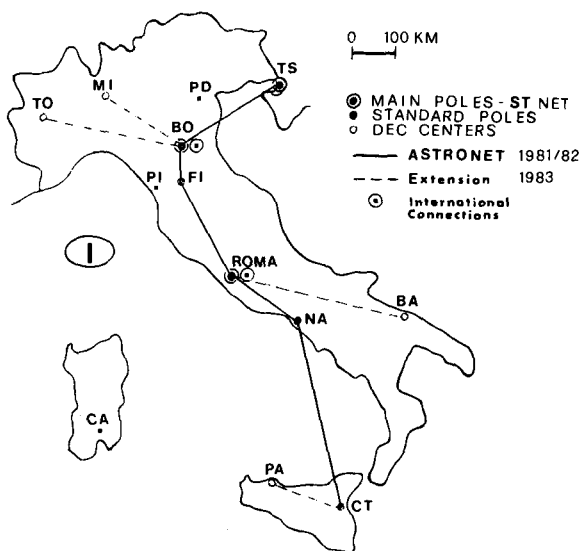 0 100 KM
TS
MI
PD
TO
BO
MAIN POLES - ST NET
STANDARD POLES
DEC CENTERS
ASTRONET 1981/82
Extension 1983
International
Connections
PI
FI
I
ROMA
BA
NA
CA
PA
CT